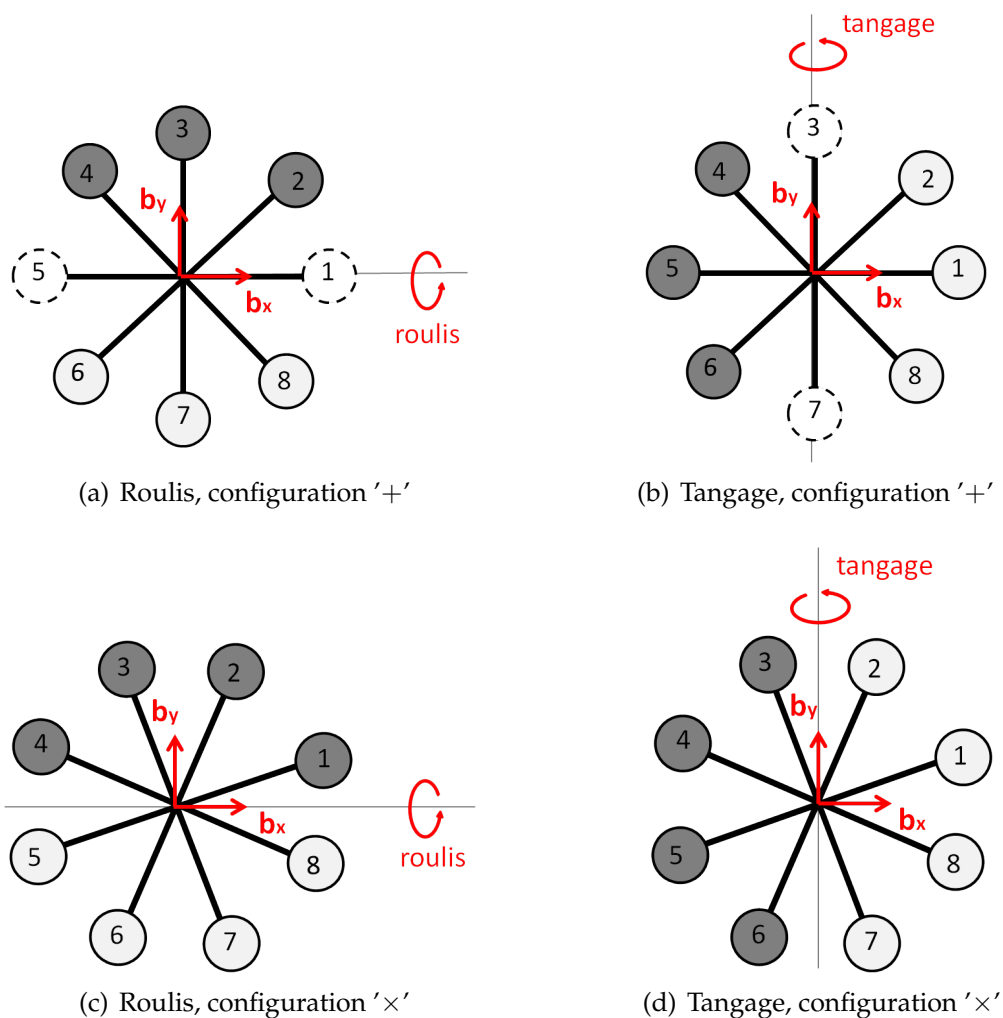 tangage
3
4
2
by
5
1
bx
roulis
6
8
7
3
4
2
by
5
1
bx
6
8
7
(a) Roulis, configuration '+'
(b) Tangage, configuration '+'
tangage
3
2
by
4
1
bx
roulis
5
8
6
7
3
2
by
4
1
bx
5
8
6
7
(c) Roulis, configuration '×'
(d) Tangage, configuration '×'